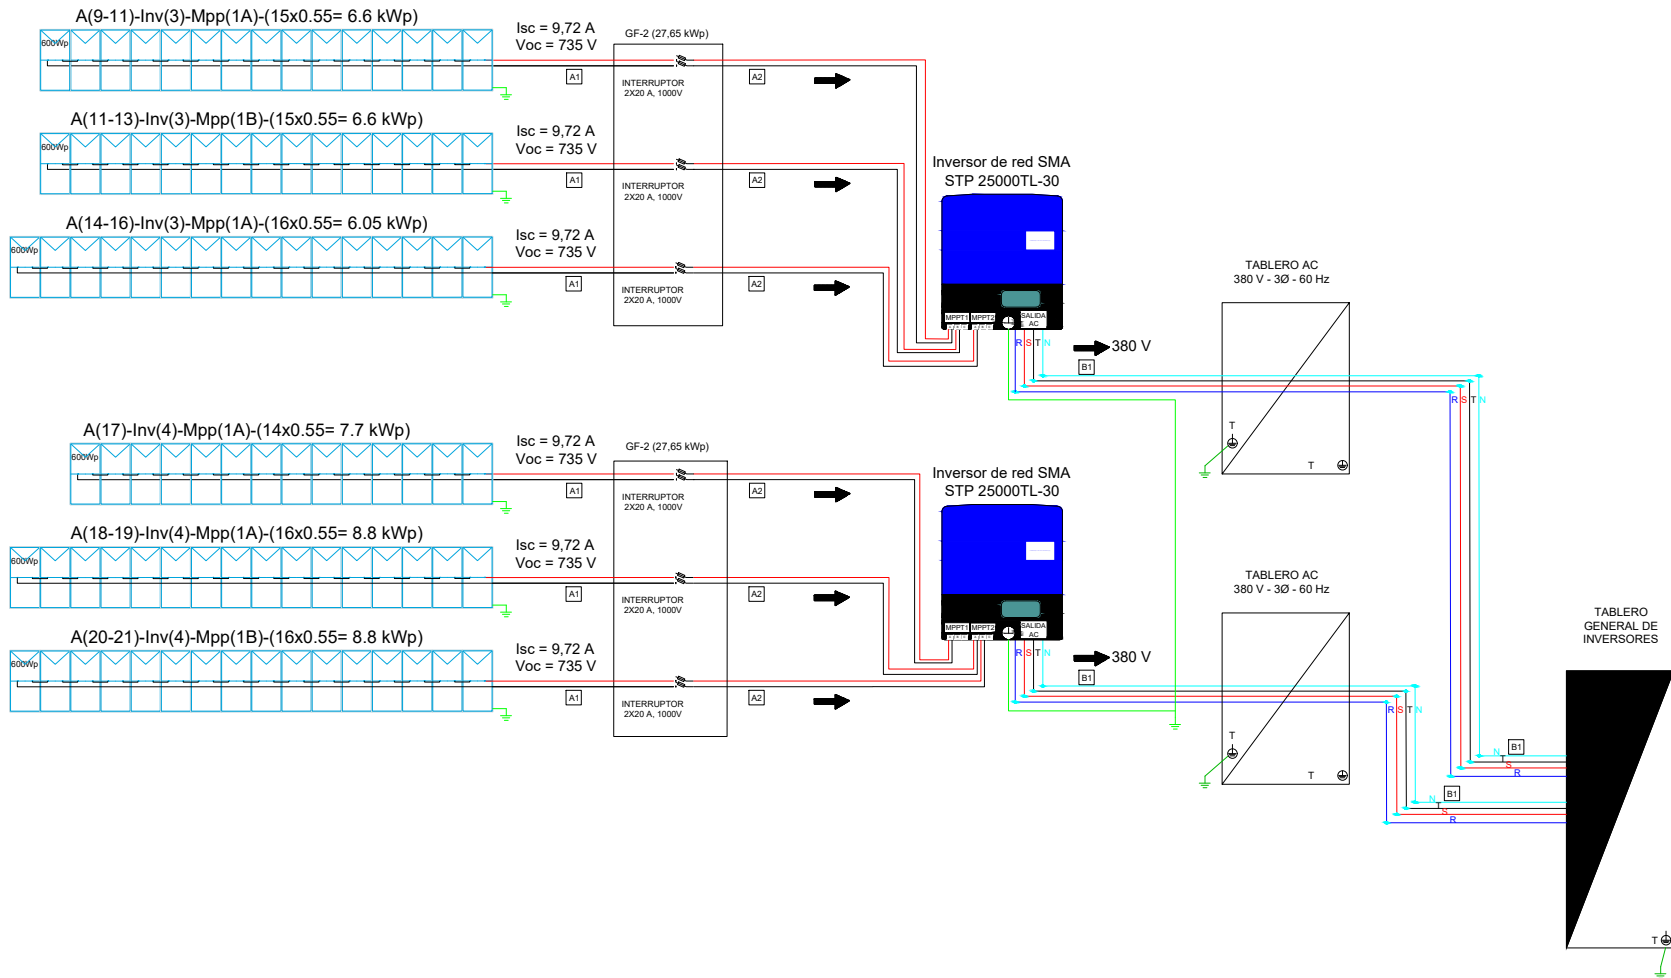 A(9-11)-Inv(3)-Mpp(1A)-(15x0.55= 6.6 kWp)
600Wp
Isc = 9,72 A
Voc = 735 V
A1
GF-2 (27,65 kWp)
INTERRUPTOR
2X20 A, 1000V
A2
A(11-13)-Inv(3)-Mpp(1B)-(15x0.55= 6.6 kWp)
600Wp
Isc = 9,72 A
Voc = 735 V
A1
INTERRUPTOR
2X20 A, 1000V
A2
A(14-16)-Inv(3)-Mpp(1A)-(16x0.55= 6.05 kWp)
600Wp
Isc = 9,72 A
Voc = 735 V
A1
INTERRUPTOR
2X20 A, 1000V
A2
Inversor de red SMA
STP 25000TL-30
MPPT1
MPPT2
SALIDA
AC
R S T N
380 V
B1
TABLERO AC
380 V - 3Ø - 60 Hz
T
T
R S T N
A(17)-Inv(4)-Mpp(1A)-(14x0.55= 7.7 kWp)
600Wp
Isc = 9,72 A
Voc = 735 V
A1
GF-2 (27,65 kWp)
INTERRUPTOR
2X20 A, 1000V
A2
A(18-19)-Inv(4)-Mpp(1A)-(16x0.55= 8.8 kWp)
600Wp
Isc = 9,72 A
Voc = 735 V
A1
INTERRUPTOR
2X20 A, 1000V
A2
A(20-21)-Inv(4)-Mpp(1B)-(16x0.55= 8.8 kWp)
600Wp
Isc = 9,72 A
Voc = 735 V
A1
INTERRUPTOR
2X20 A, 1000V
A2
Inversor de red SMA
STP 25000TL-30
MPPT1
MPPT2
SALIDA
AC
R S T N
380 V
B1
TABLERO AC
380 V - 3Ø - 60 Hz
T
T
R S T N
TABLERO
GENERAL DE
INVERSORES
B1
N
T
S
R
B1
N
T
S
R
T